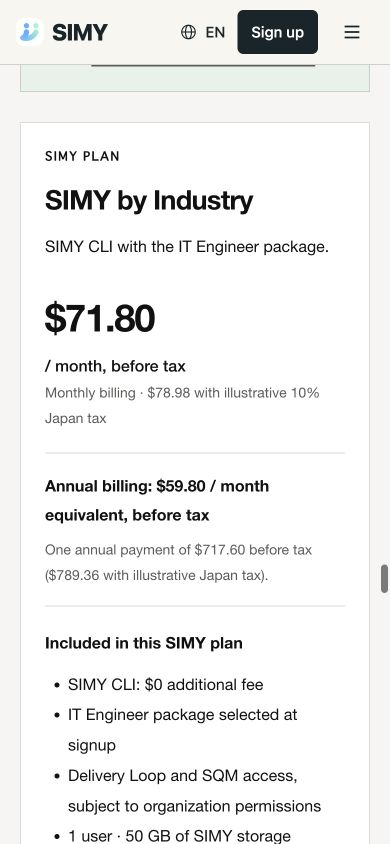 SIMY
EN
Sign up
SIMY PLAN
SIMY by Industry
SIMY CLI with the IT Engineer package.
$71.80
/ month, before tax
Monthly billing · $78.98 with illustrative 10%
Japan tax
Annual billing: $59.80 / month
equivalent, before tax
One annual payment of $717.60 before tax
($789.36 with illustrative Japan tax).
Included in this SIMY plan
• SIMY CLI: $0 additional fee
• IT Engineer package selected at
signup
• Delivery Loop and SQM access,
subject to organization permissions
• 1 user · 50 GB of SIMY storage